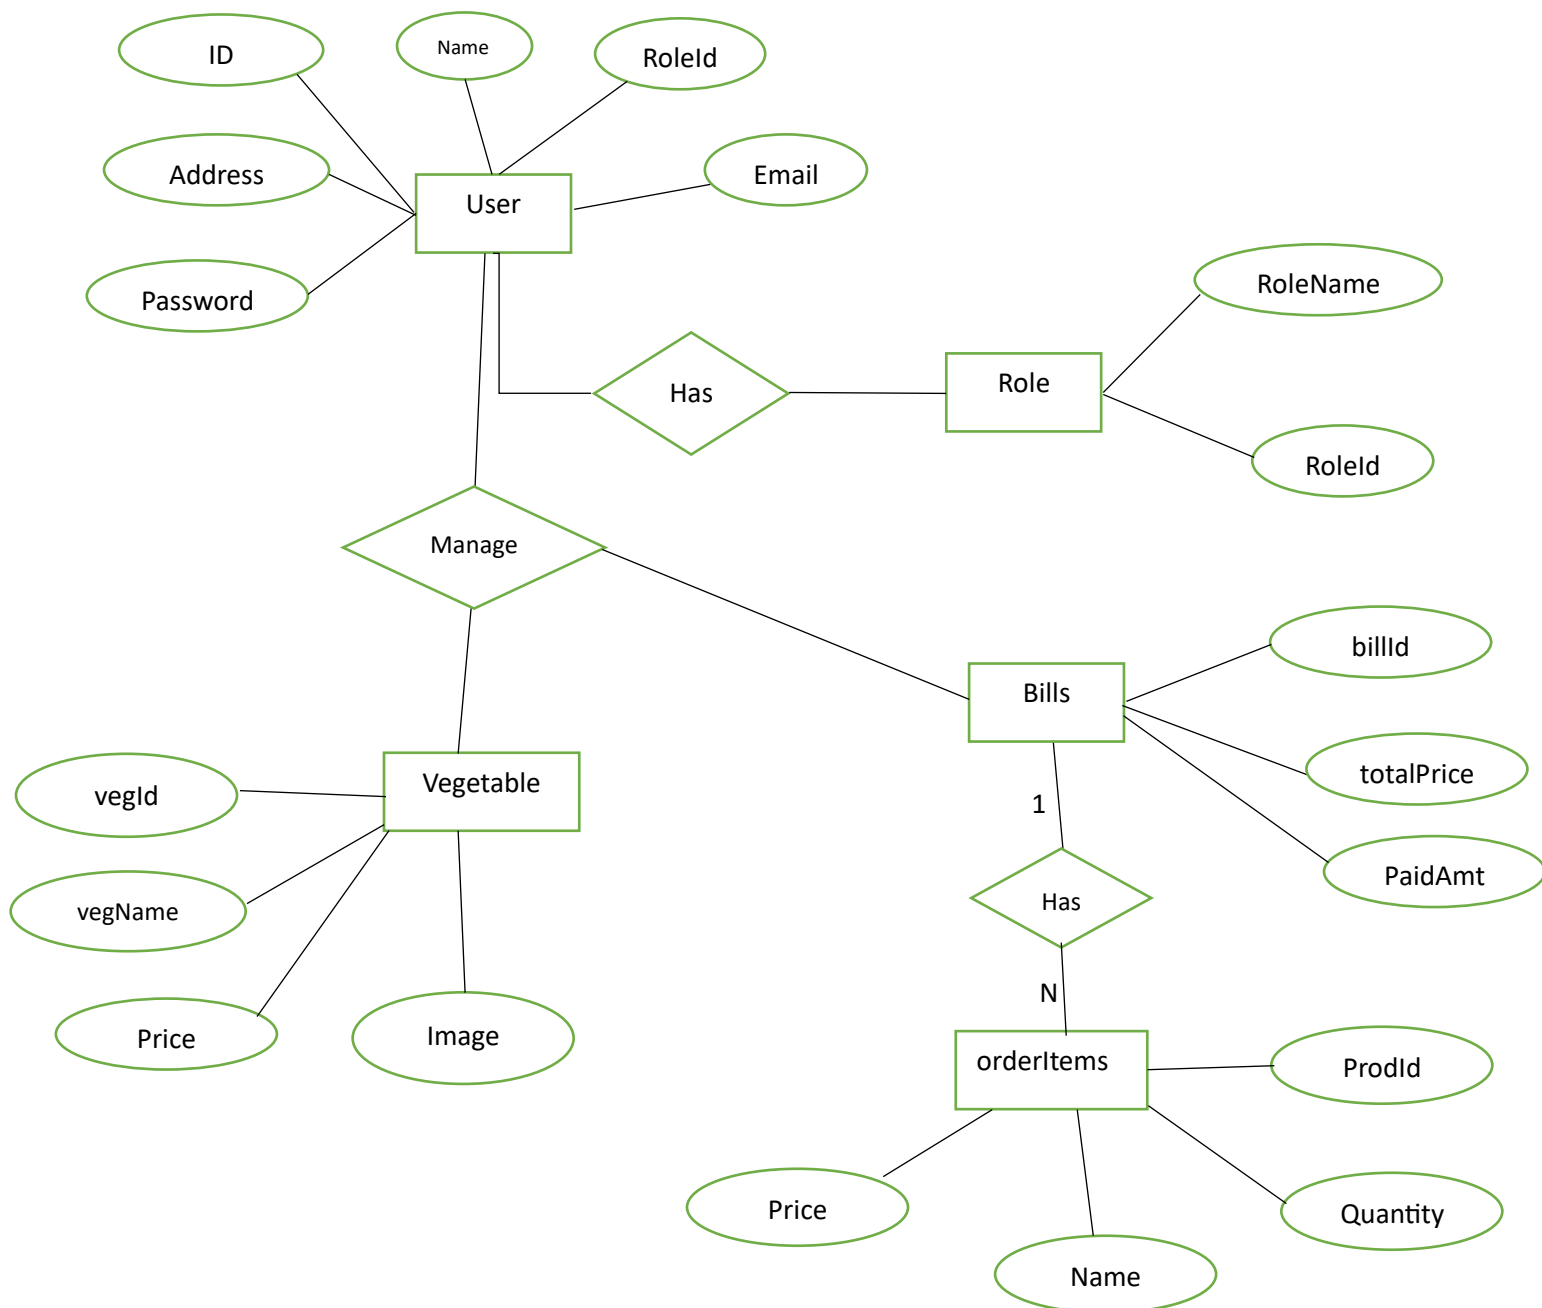 ID
Name
RoleId
Address
Email
User
Password
RoleName
Has
Role
RoleId
Manage
billId
Bills
totalPrice
vegId
Vegetable
1
PaidAmt
vegName
Has
N
Price
Image
orderItems
ProdId
Price
Quantity
Name